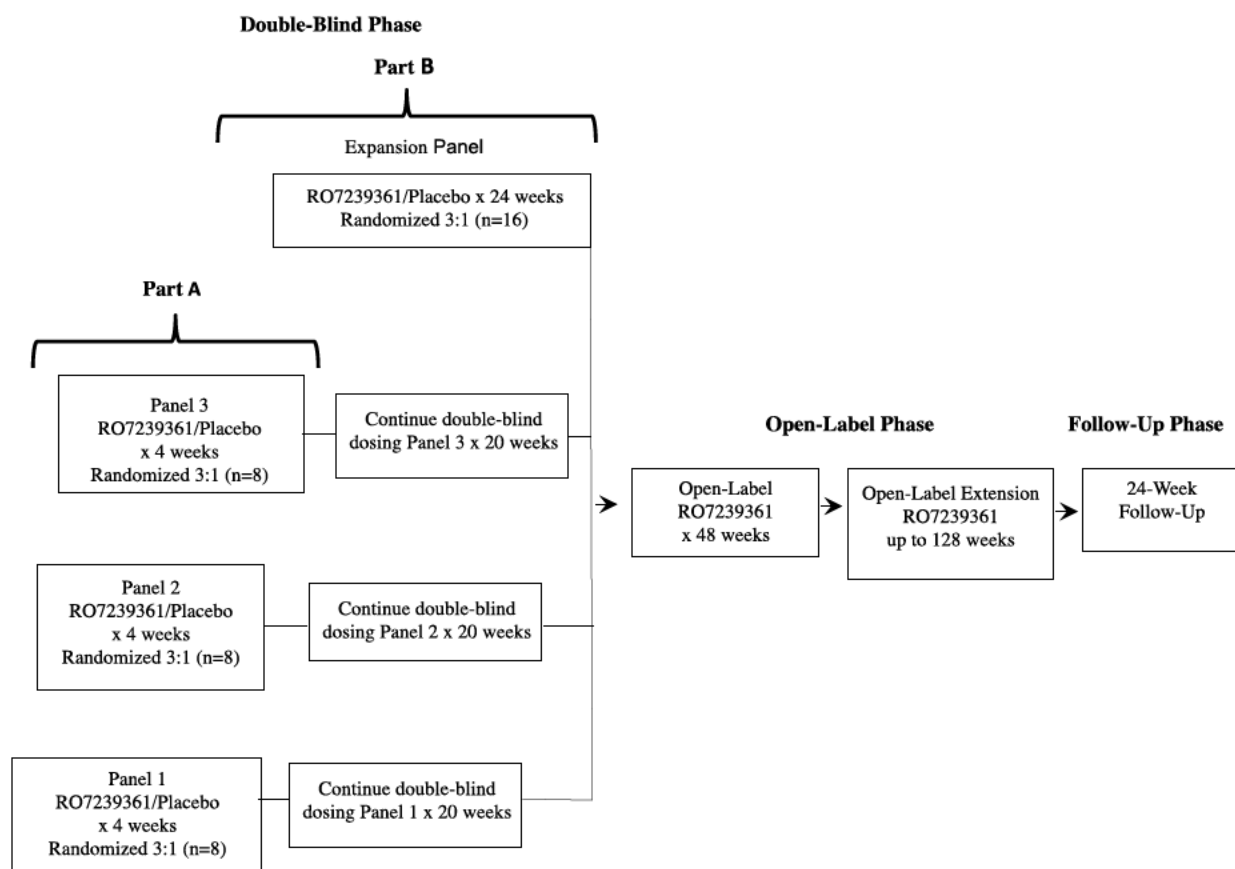 Double-Blind Phase
Part B
Expansion Panel
RO7239361/Placebo x 24 weeks
Randomized 3:1 (n=16)
Part A
Panel 3
RO7239361/Placebo
x 4 weeks
Randomized 3:1 (n=8)
Continue double-blind
dosing Panel 3 x 20 weeks
Panel 2
RO7239361/Placebo
x 4 weeks
Randomized 3:1 (n=8)
Continue double-blind
dosing Panel 2 x 20 weeks
Panel 1
RO7239361/Placebo
x 4 weeks
Randomized 3:1 (n=8)
Continue double-blind
dosing Panel 1 x 20 weeks
Open-Label Phase
Open-Label
RO7239361
x 48 weeks
Open-Label Extension
RO7239361
up to 128 weeks
Follow-Up Phase
24-Week
Follow-Up